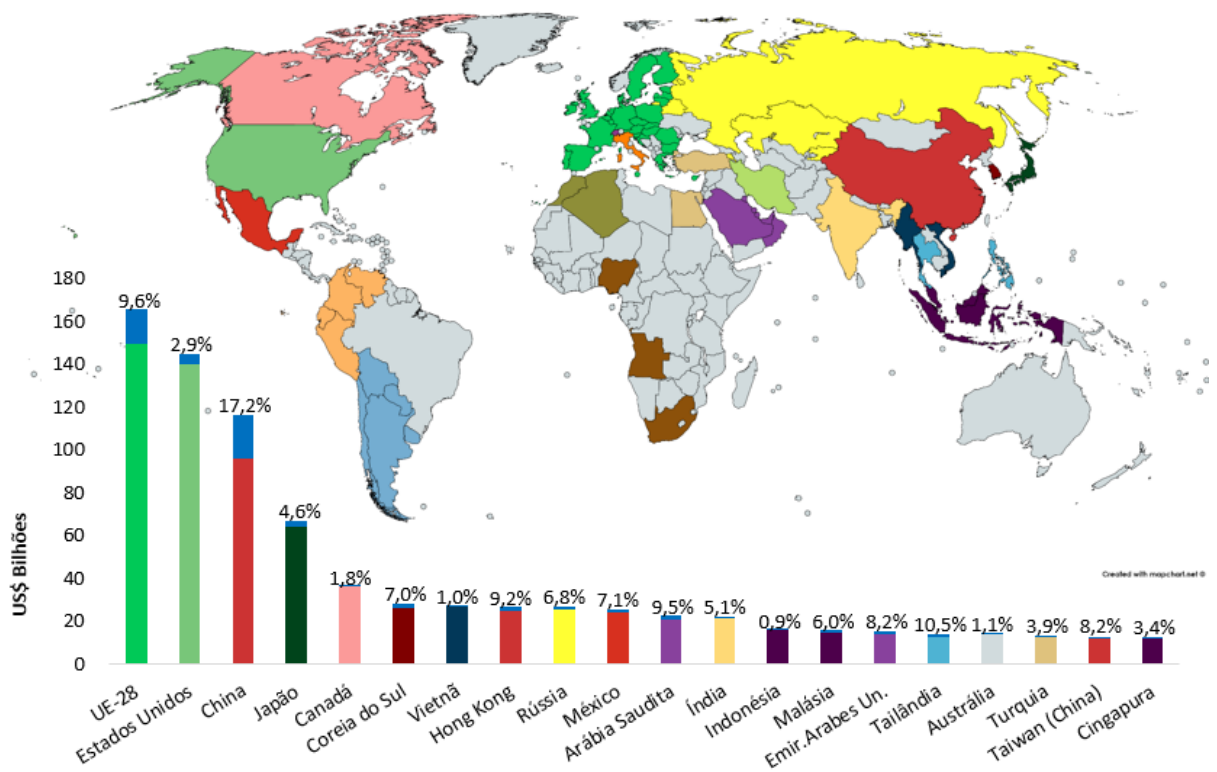 180
160
140
120
100
80
60
40
20
0
US$ Bilhões
9,6%
2,9%
17,2%
4,6%
1,8%
7,0%
1,0%
9,2%
6,8%
7,1%
9,5%
5,1%
0,9%
6,0%
8,2%
10,5%
1,1%
3,9%
8,2%
3,4%
Created with mapchart.net ©
UE-28
Estados Unidos
China
Japão
Canadá
Coreia do Sul
Vietnã
Hong Kong
Rússia
México
Arábia Saudita
Índia
Indonésia
Malásia
Emir.Arabes Un.
Tailândia
Austrália
Turquia
Taiwan (China)
Cingapura